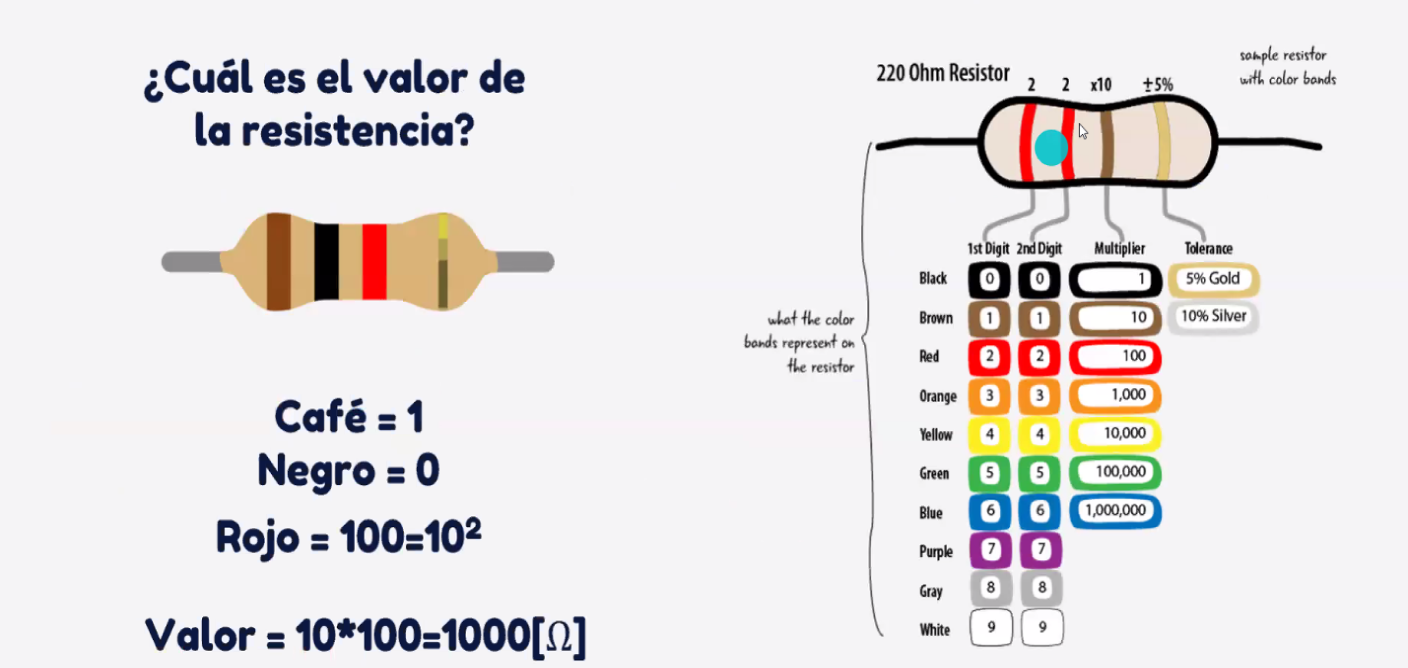 ¿Cuál es el valor de
la resistencia?
Café = 1
Negro = 0
Rojo = 100=10²
Valor = 10*100=1000[Ω]
220 Ohm Resistor
2 2 x10 ±5%
sample resistor
with color bands
what the color
bands represent on
the resistor
1st Digit 2nd Digit Multiplier Tolerance
Black 0 0 1 5% Gold
Brown 1 1 10 10% Silver
Red 2 2 100
Orange 3 3 1,000
Yellow 4 4 10,000
Green 5 5 100,000
Blue 6 6 1,000,000
Purple 7 7
Gray 8 8
White 9 9